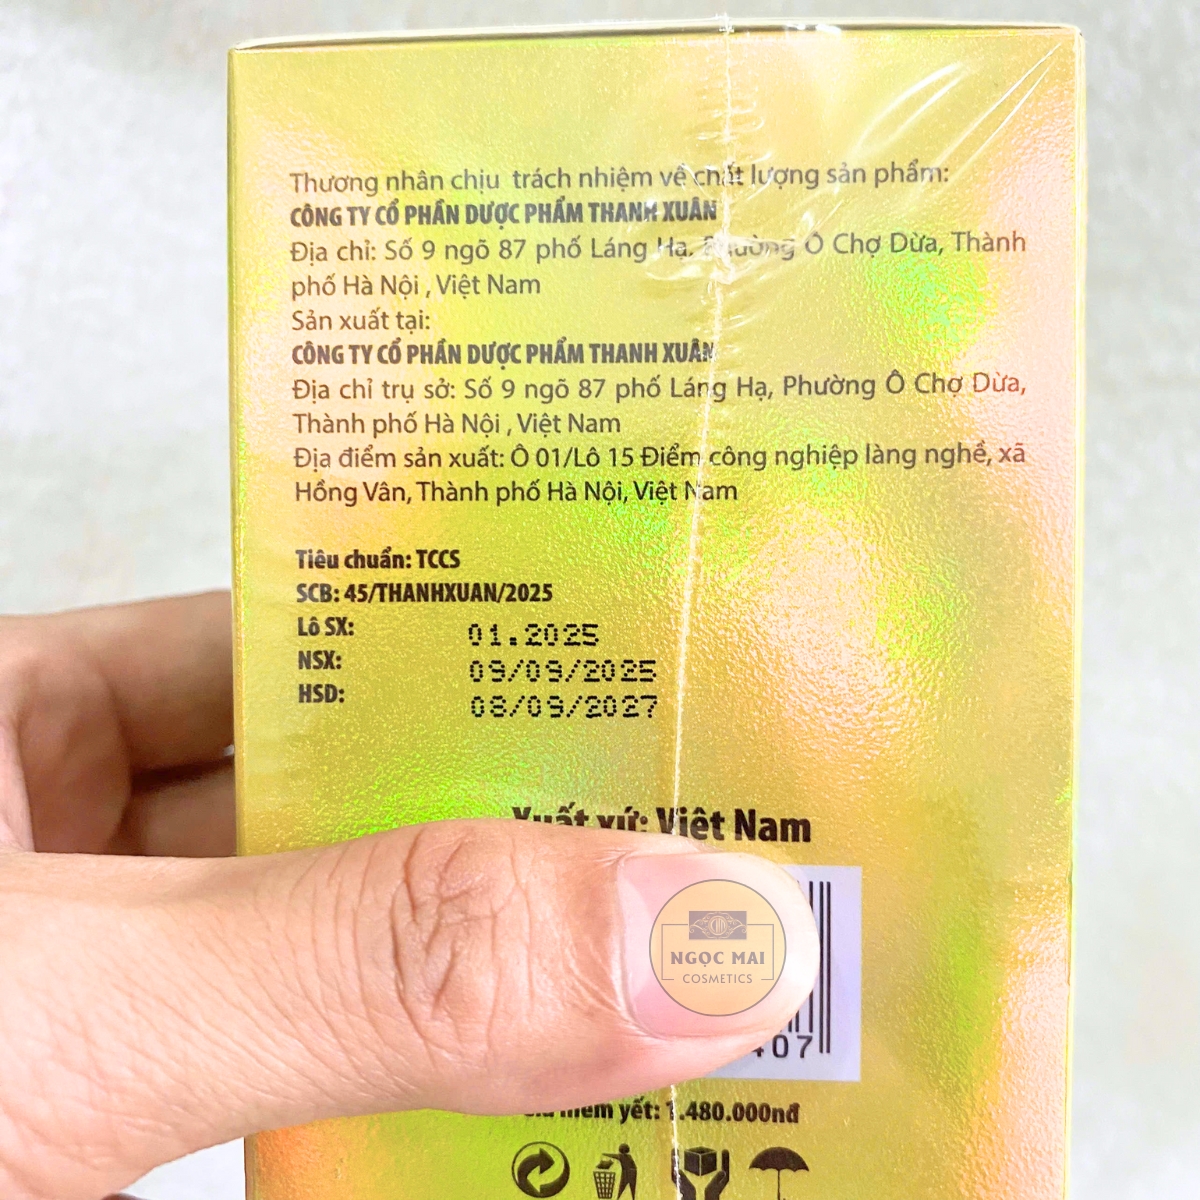 Thương nhân chịu trách nhiệm về chất lượng sản phẩm:
CÔNG TY CỔ PHẦN DƯỢC PHẨM THANH XUÂN
Địa chỉ: Số 9 ngõ 87 phố Láng Hạ, Phường Ô Chợ Dừa, Thành
phố Hà Nội , Việt Nam
Sản xuất tại:
CÔNG TY CỔ PHẦN DƯỢC PHẨM THANH XUÂN
Địa chỉ trụ sở: Số 9 ngõ 87 phố Láng Hạ, Phường Ô Chợ Dừa,
Thành phố Hà Nội , Việt Nam
Địa điểm sản xuất: Ô 01/Lô 15 Điểm công nghiệp làng nghề, xã
Hồng Vân, Thành phố Hà Nội, Việt Nam
Tiêu chuẩn: TCCS
SCB: 45/THANHXUAN/2025
Lô SX: 01.2025
NSX: 09/09/2025
HSD: 08/09/2027
Xuất xứ: Việt Nam
NGỌC MAI
COSMETICS
407
niêm yết: 1.480.000nđ